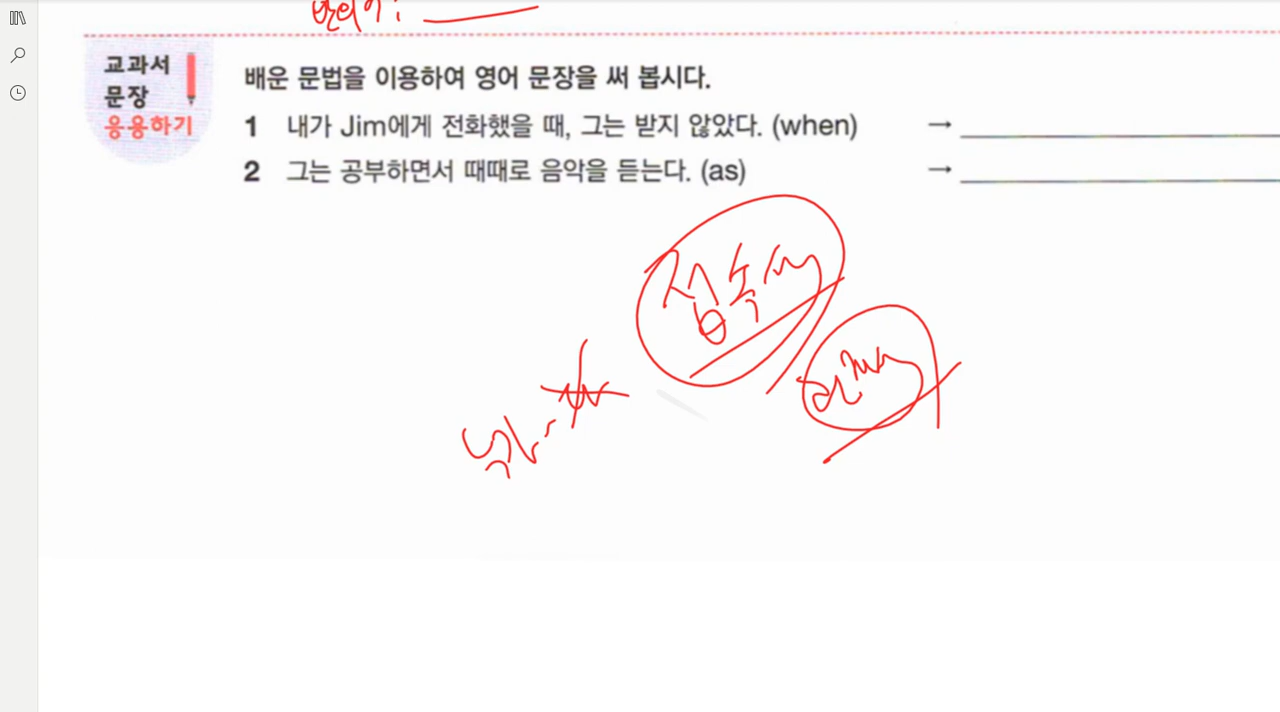 교과서
문장
응용하기
배운 문법을 이용하여 영어 문장을 써 봅시다.
1 내가 Jim에게 전화했을 때, 그는 받지 않았다. (when) →
2 그는 공부하면서 때때로 음악을 듣는다. (as) →
접속사